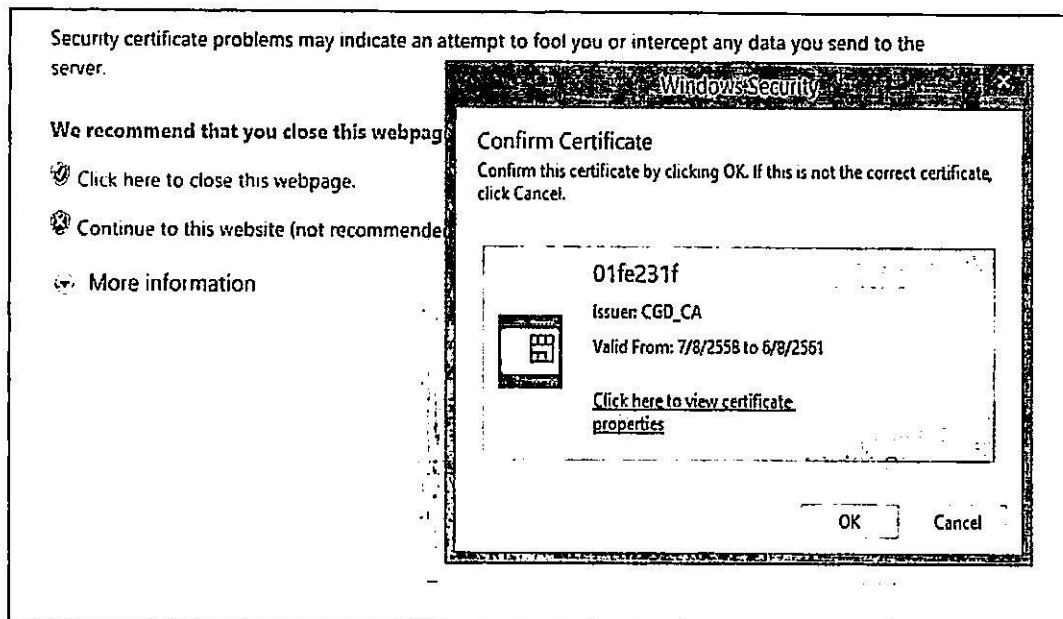 Security certificate problems may indicate an attempt to fool you or intercept any data you send to the
server.
We recommend that you close this webpag
Click here to close this webpage.
Continue to this website (not recommende
More information
Windows Security
Confirm Certificate
Confirm this certificate by clicking OK. If this is not the correct certificate,
click Cancel.
01fe231f
Issuer: CGD_CA
Valid From: 7/8/2558 to 6/8/2561
Click here to view certificate
properties
OK
Cancel